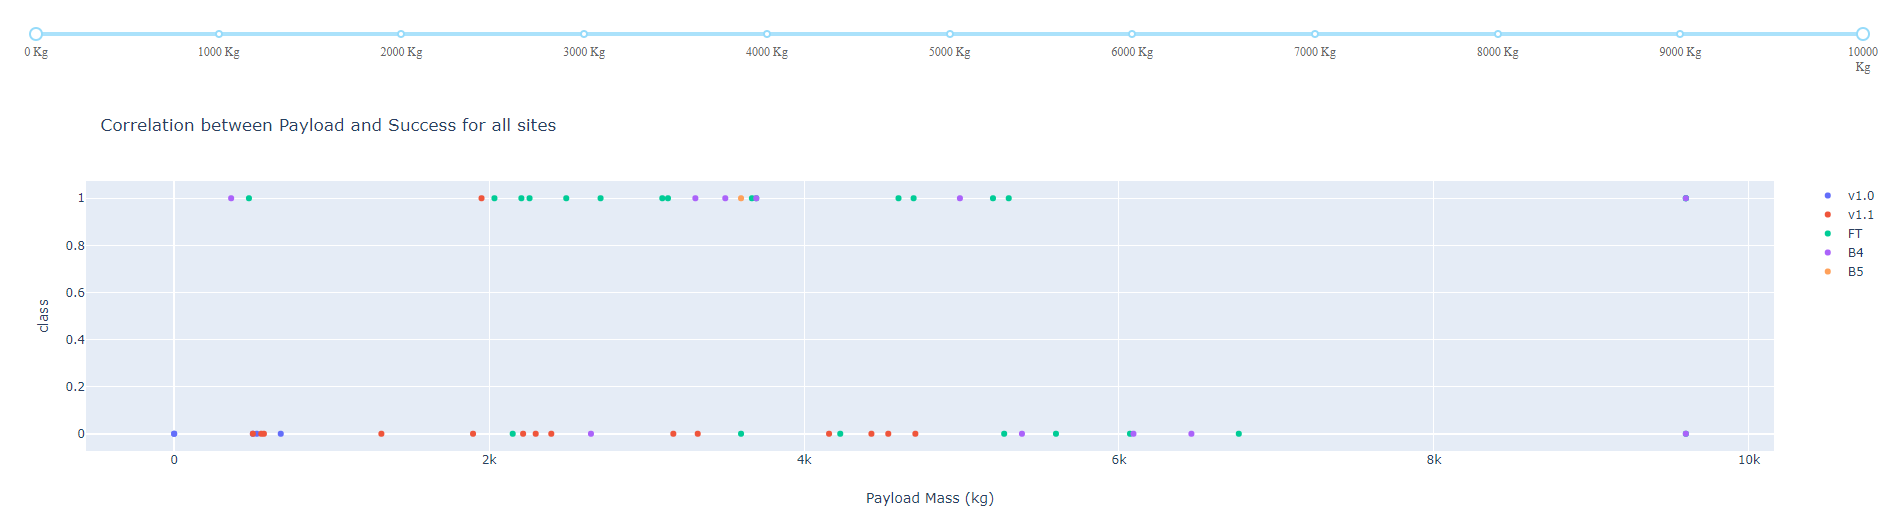 0 Kg 1000 Kg 2000 Kg 3000 Kg 4000 Kg 5000 Kg 6000 Kg 7000 Kg 8000 Kg 9000 Kg 10000
Kg
Correlation between Payload and Success for all sites
1
0.8
0.6
0.4
0.2
0
class
0 2k 4k 6k 8k 10k
Payload Mass (kg)
v1.0
v1.1
FT
B4
B5